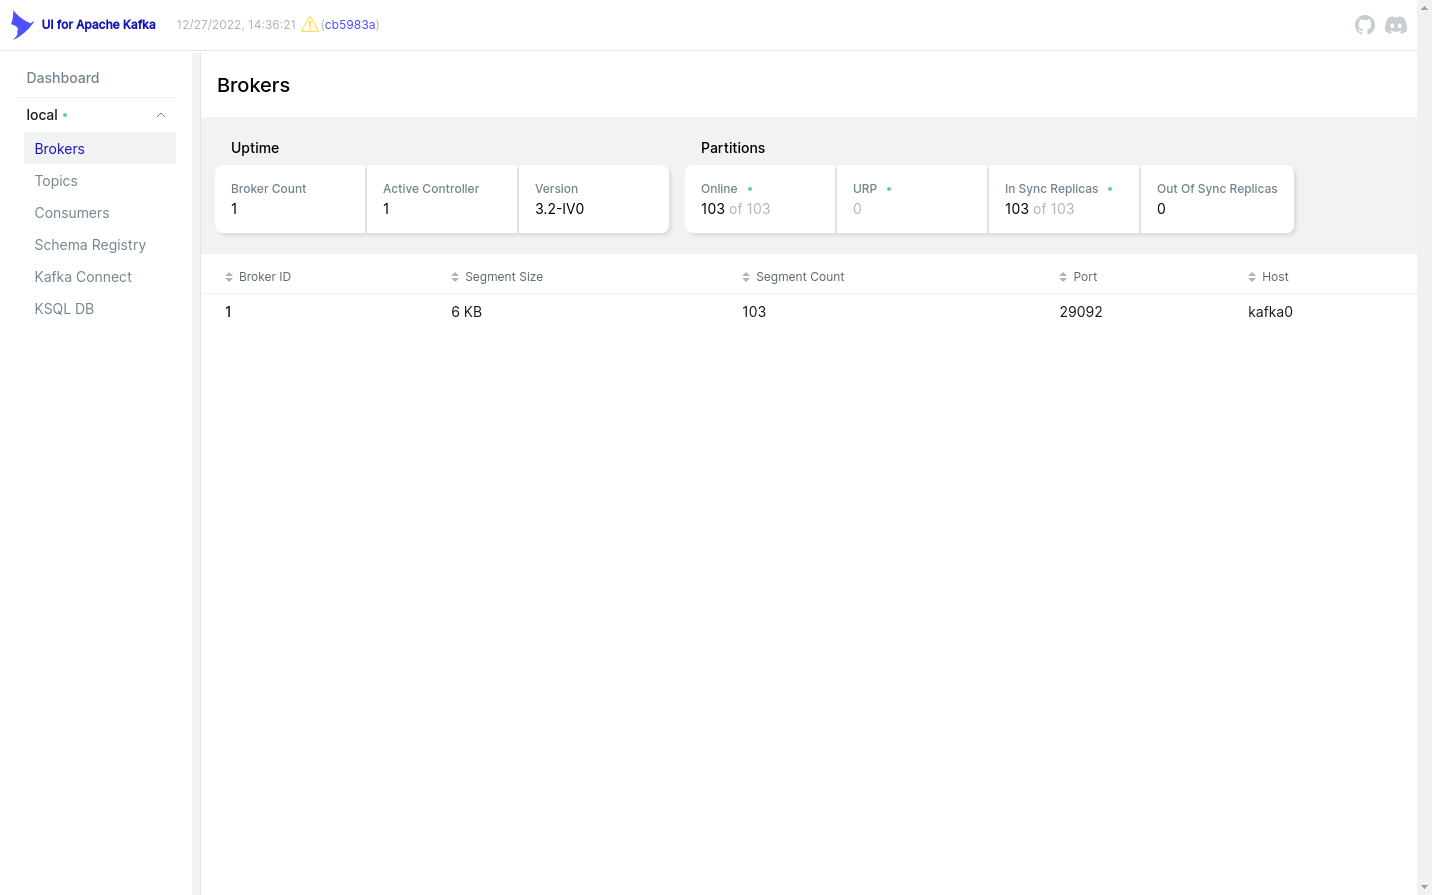 UI for Apache Kafka 12/27/2022, 14:36:21 (cb5983a)
Dashboard
local
Brokers
Topics
Consumers
Schema Registry
Kafka Connect
KSQL DB
Brokers
Uptime
Broker Count
1
Active Controller
1
Version
3.2-IV0
Partitions
Online
103 of 103
URP
0
In Sync Replicas
103 of 103
Out Of Sync Replicas
0
Broker ID Segment Size Segment Count Port Host
1 6 KB 103 29092 kafka0